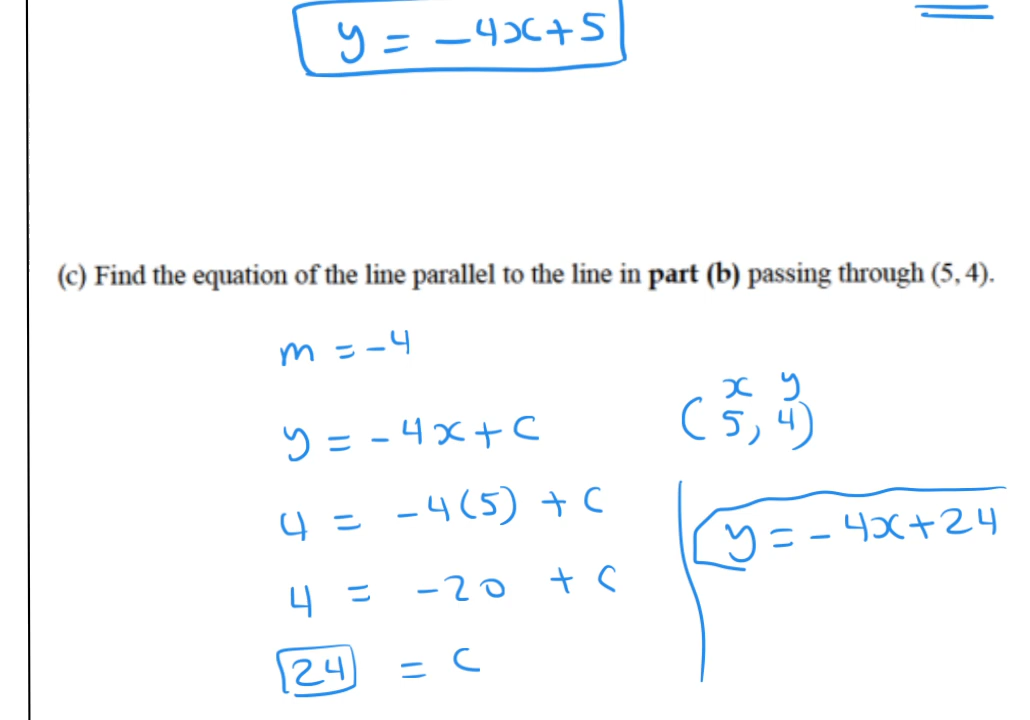 y = -4x+5
(c) Find the equation of the line parallel to the line in part (b) passing through (5, 4).
m = -4
x y
(5, 4)
y = -4x+c
4 = -4(5) + c
4 = -20 + c
24 = c
y = -4x+24